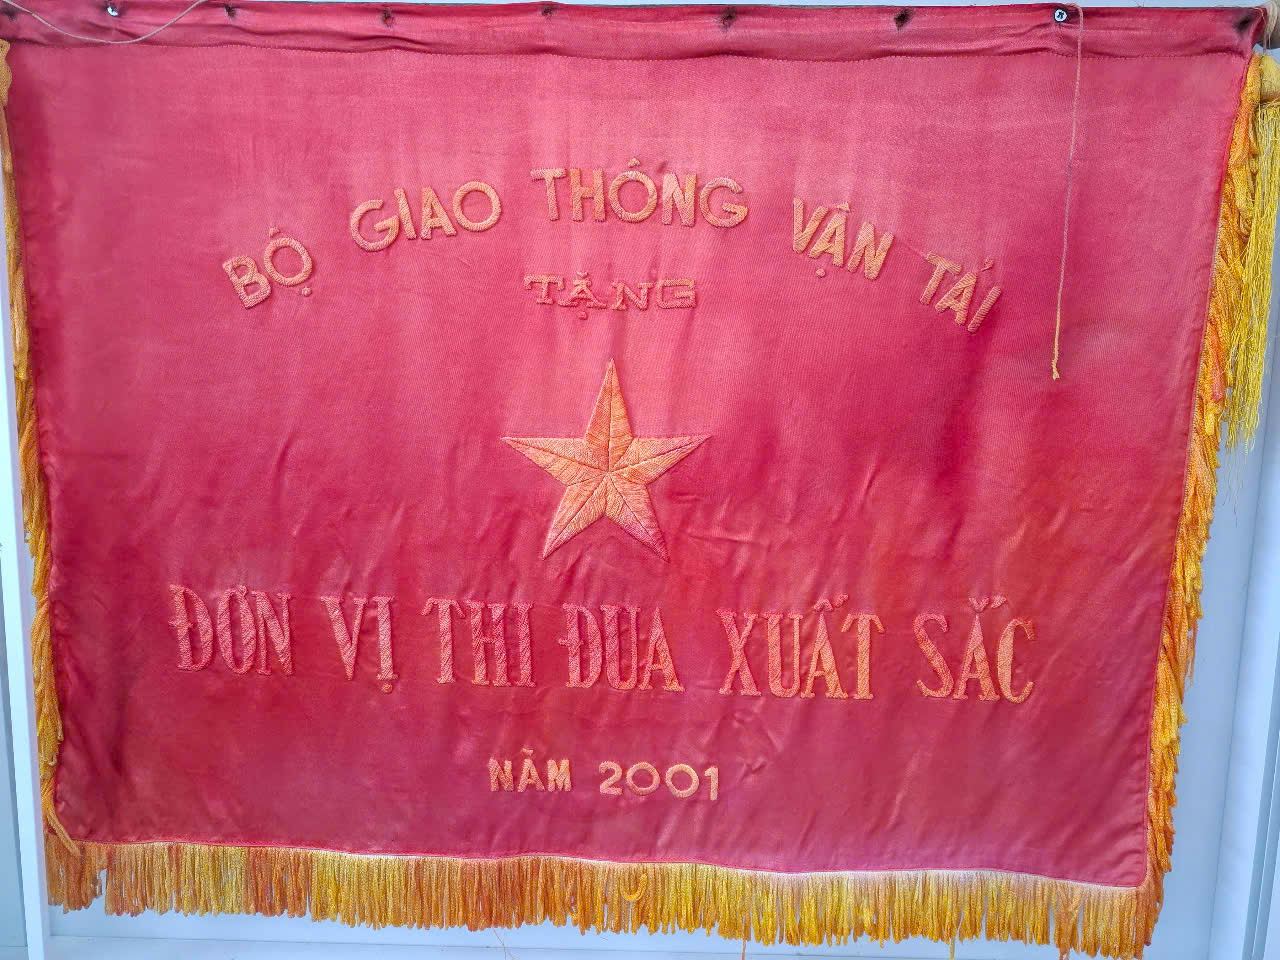 BỘ GIAO THÔNG VẬN TẢI
TẶNG
ĐƠN VỊ THI ĐUA XUẤT SẮC
NĂM 2001